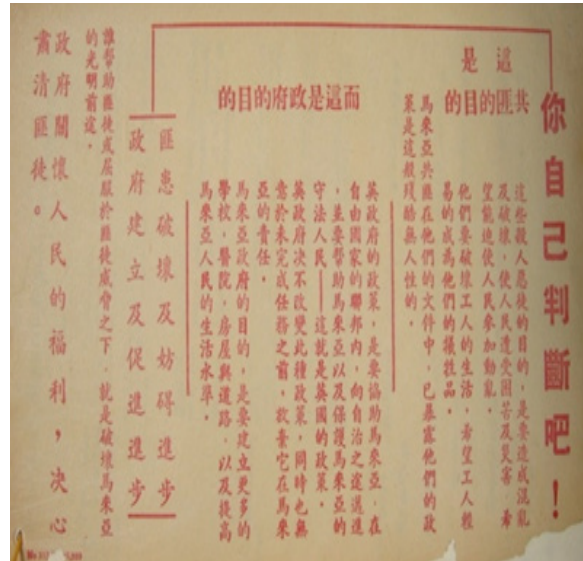 你自己判斷吧！
這是
共匪的目的
這些殺人惡徒的目的，是要造成混亂
及破壞，使人民遭受困苦及災害，希
望能迫使人民參加動亂。
他們要破壞工人的生活，希望工人輕
易的成為他們的犧牲品。
馬來亞共匪在他們的文件中，已暴露他們的政
策是這般殘酷無人性的。
而這是政府的目的
英政府的政策，是要協助馬來亞，在
自由國家的聯邦內，向自治之途邁進
，並要幫助馬來亞以及保護馬來亞的
守法人民——這就是英國的政策。
英政府决不改變此種政策，同時也無
意於未完成任務之前，放棄它在馬來
亞的責任。
馬來亞政府的目的，是要建立更多的
學校，醫院，房屋與道路，以及提高
馬來亞人民的生活水準。
匪患破壞及妨碍進步
政府建立及促進進步
誰幫助匪徒或屈服於匪徒威脅之下，就是破壞馬來亞
的光明前途。
政府關懷人民的福利，决心
肅清匪徒。